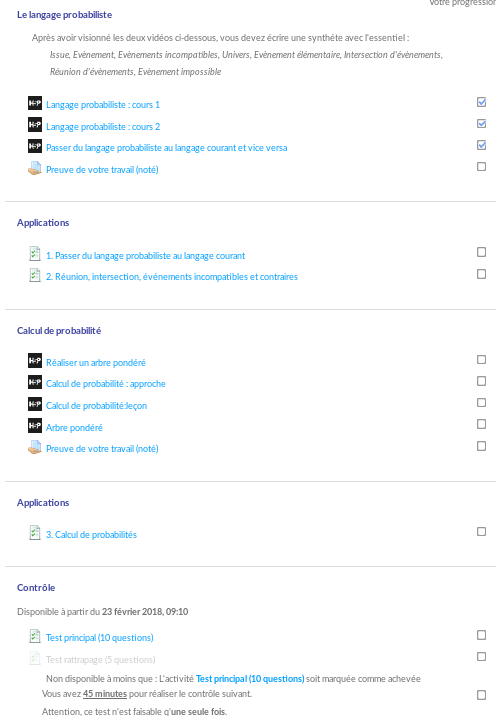 Votre progression
Le langage probabiliste
Après avoir visionné les deux vidéos ci-dessous, vous devez écrire une synthéte avec l'essentiel :
Issue, Evènement, Evènements incompatibles, Univers, Evènement élémentaire, Intersection d'évènements,
Réunion d'évènements, Evènement impossible
H-P Langage probabiliste : cours 1
H-P Langage probabiliste : cours 2
H-P Passer du langage probabiliste au langage courant et vice versa
Preuve de votre travail (noté)
Applications
1. Passer du langage probabiliste au langage courant
2. Réunion, intersection, événements incompatibles et contraires
Calcul de probabilité
H-P Réaliser un arbre pondéré
H-P Calcul de probabilité : approche
H-P Calcul de probabilité:leçon
H-P Arbre pondéré
Preuve de votre travail (noté)
Applications
3. Calcul de probabilités
Contrôle
Disponible à partir du 23 février 2018, 09:10
Test principal (10 questions)
Test rattrapage (5 questions)
Non disponible à moins que : L'activité Test principal (10 questions) soit marquée comme achevée
Vous avez 45 minutes pour réaliser le contrôle suivant.
Attention, ce test n'est faisable q'une seule fois.